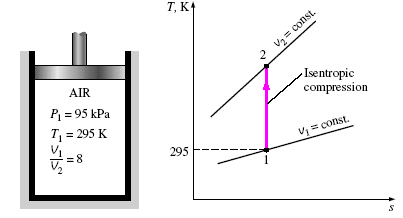 AIR
P₁ = 95 kPa
T₁ = 295 K
V₁
V₂
= 8
T, K
v₂ = const.
2
Isentropic
compression
v₁ = const.
295
1
s